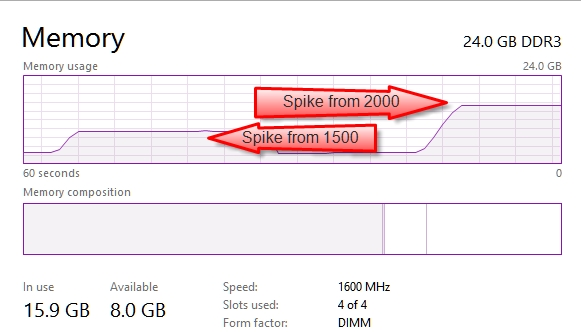 Memory 24.0 GB DDR3
Memory usage 24.0 GB
Spike from 2000
Spike from 1500
60 seconds 0
Memory composition
In use Available Speed: 1600 MHz
15.9 GB 8.0 GB Slots used: 4 of 4
Form factor: DIMM